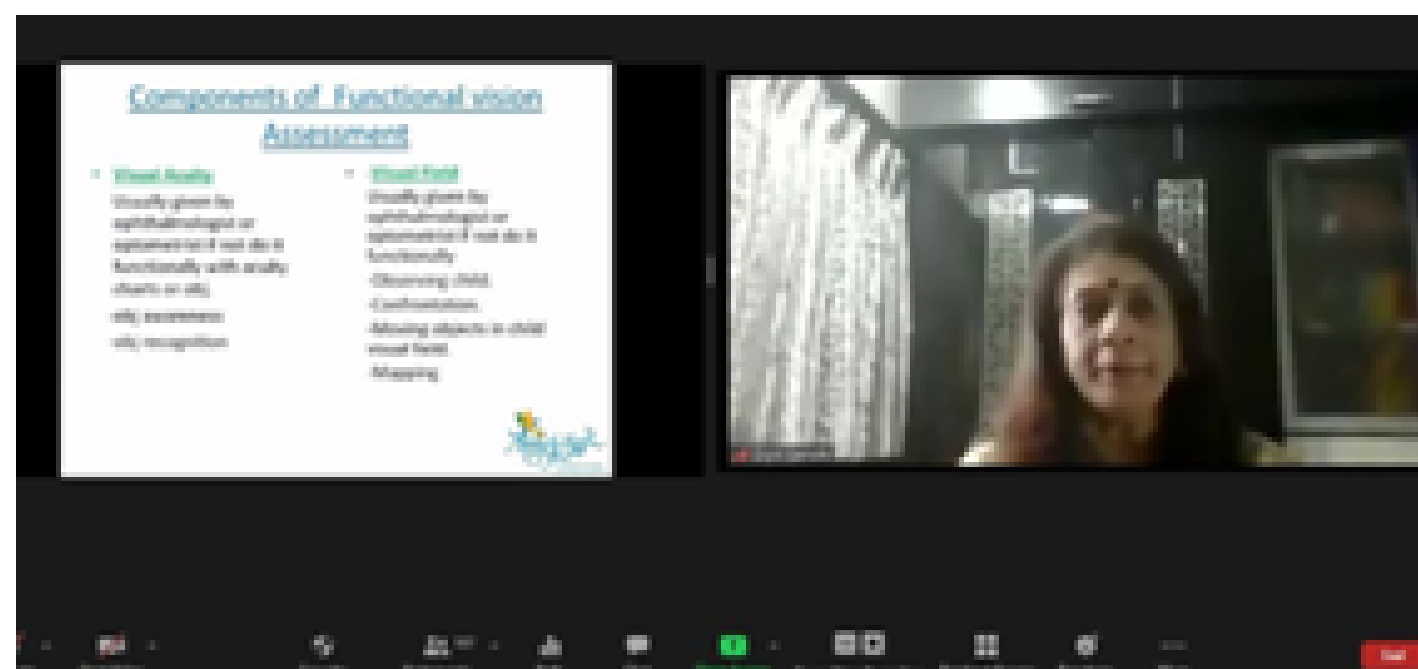 Components of Functional vision
Assessment
Visual Acuity
Usually given by
ophthalmologist or
optometrist if not do it
functionally with acuity
charts or obj.
obj awareness
obj recognition
Visual Field
Usually given by
ophthalmologist or
optometrist if not do it
functionally
-Observing child.
-Confrontation.
-Moving objects in child
visual field.
-Mapping